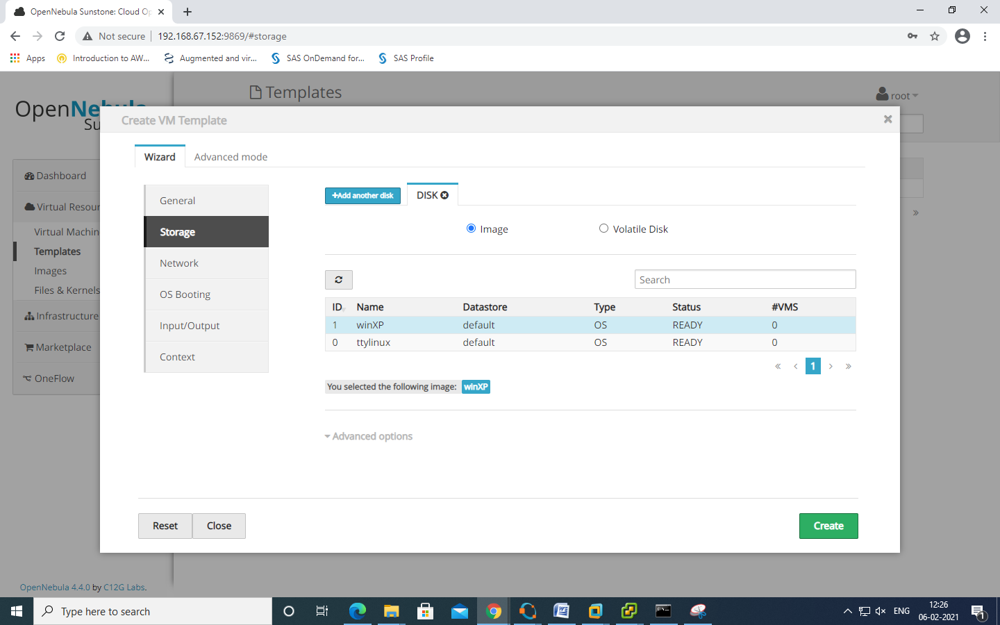 OpenNebula Sunstone: Cloud Op
Not secure 192.168.67.152:9869/#storage
Apps Introduction to AW... Augmented and vir... SAS OnDemand for... SAS Profile
OpenNebula
Su
Templates
root
Dashboard
Virtual Resour
Virtual Machin
Templates
Images
Files & Kernels
Infrastructure
Marketplace
OneFlow
Create VM Template
Wizard Advanced mode
General
Storage
Network
OS Booting
Input/Output
Context
+Add another disk DISK
Image Volatile Disk
Search
ID Name Datastore Type Status #VMS
1 winXP default OS READY 0
0 ttylinux default OS READY 0
« ‹ 1 › »
You selected the following image: winXP
Advanced options
Reset Close Create
»
OpenNebula 4.4.0 by C12G Labs.
Type here to search
ENG
12:26
06-02-2021
1